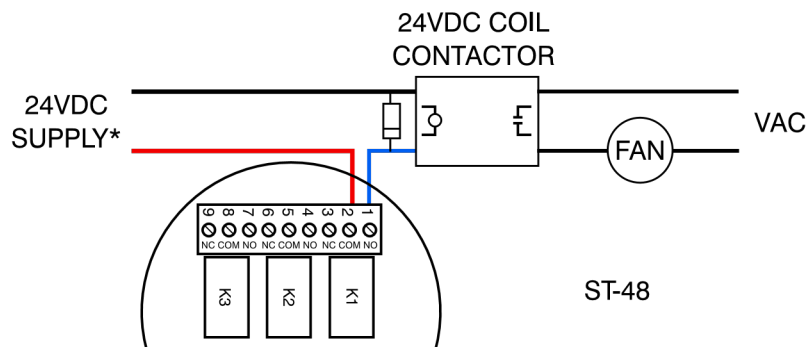 24VDC COIL
CONTACTOR
24VDC
SUPPLY*
VAC
FAN
9 8 7 6 5 4 3 2 1
NC COM NO NC COM NO NC COM NO
K3 K2 K1
ST-48